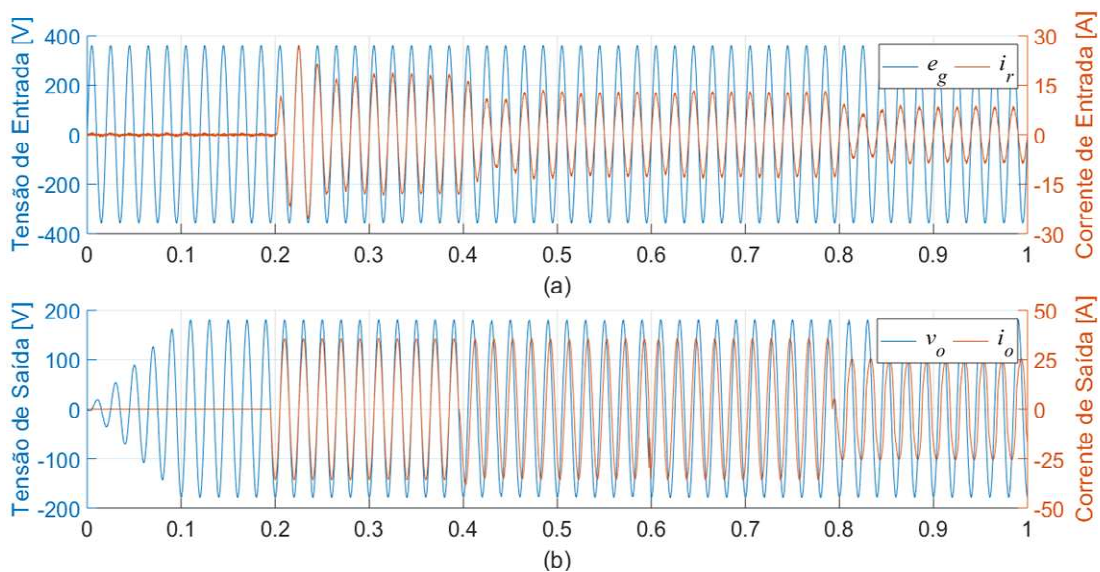 Tensão de Entrada [V]
400
200
0
-200
-400
e_g i_r
30
15
0
-15
-30
Corrente de Entrada [A]
0 0.1 0.2 0.3 0.4 0.5 0.6 0.7 0.8 0.9 1
(a)
Tensão de Saída [V]
200
100
0
-100
-200
v_o i_o
50
25
0
-25
-50
Corrente de Saída [A]
0 0.1 0.2 0.3 0.4 0.5 0.6 0.7 0.8 0.9 1
(b)